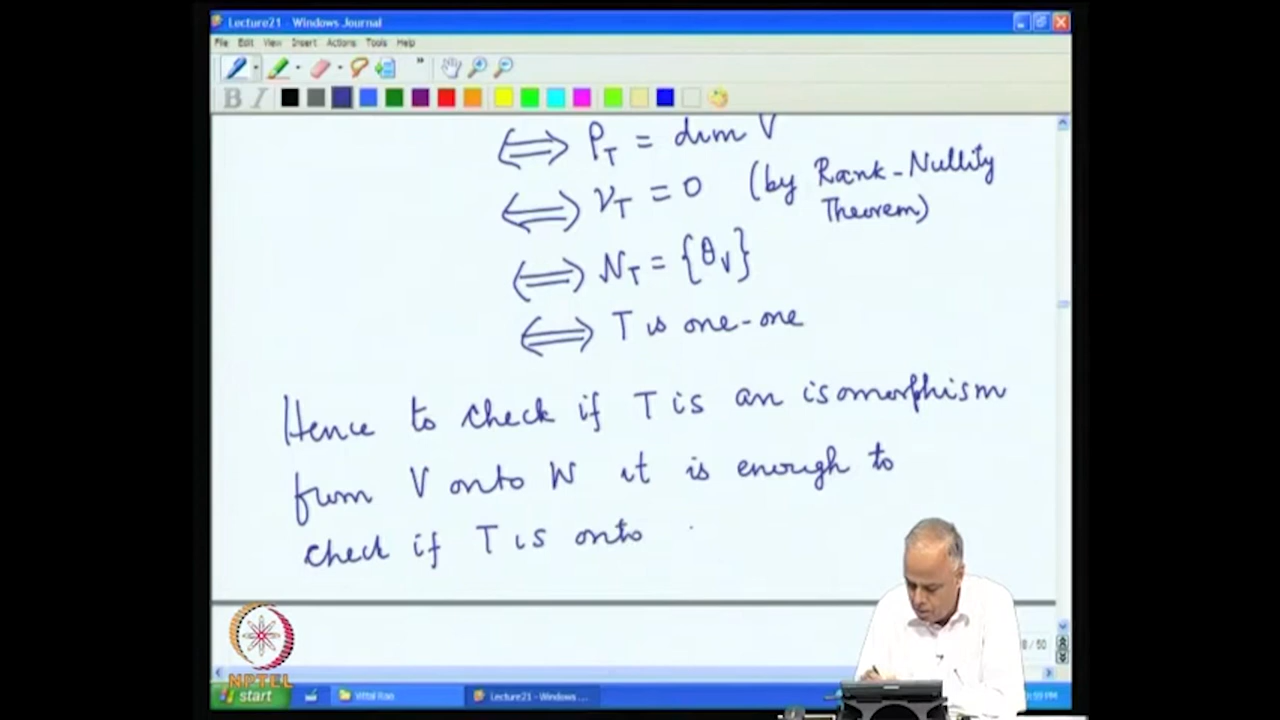 Lecture21 - Windows Journal
File Edit View Insert Actions Tools Help
B I
⟺ ρ_T = dim V
⟺ ν_T = 0 (by Rank-Nullity
Theorem)
⟺ N_T = {θ_V}
⟺ T is one-one
Hence to check if T is an isomorphism
from V onto W it is enough to
check if T is onto
NPTEL
start Vittal Rao Lecture21 - Windows ...